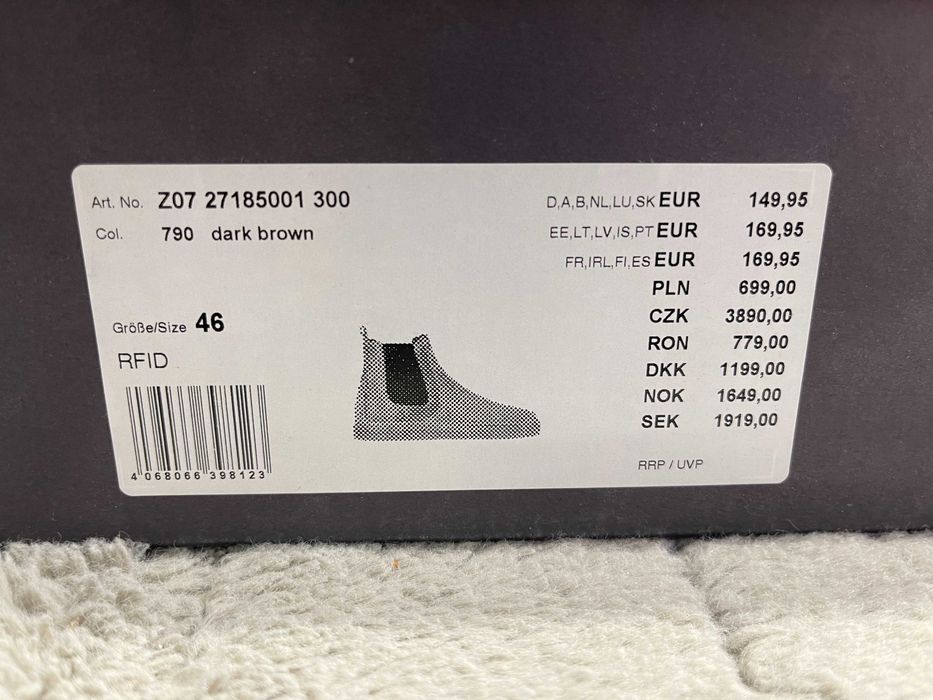 Art. No. Z07 27185001 300
Col. 790 dark brown
Größe/Size 46
RFID
4 068066 398123
D,A,B,NL,LU,SK EUR 149,95
EE,LT,LV,IS,PT EUR 169,95
FR,IRL,FI,ES EUR 169,95
PLN 699,00
CZK 3890,00
RON 779,00
DKK 1199,00
NOK 1649,00
SEK 1919,00
RRP / UVP